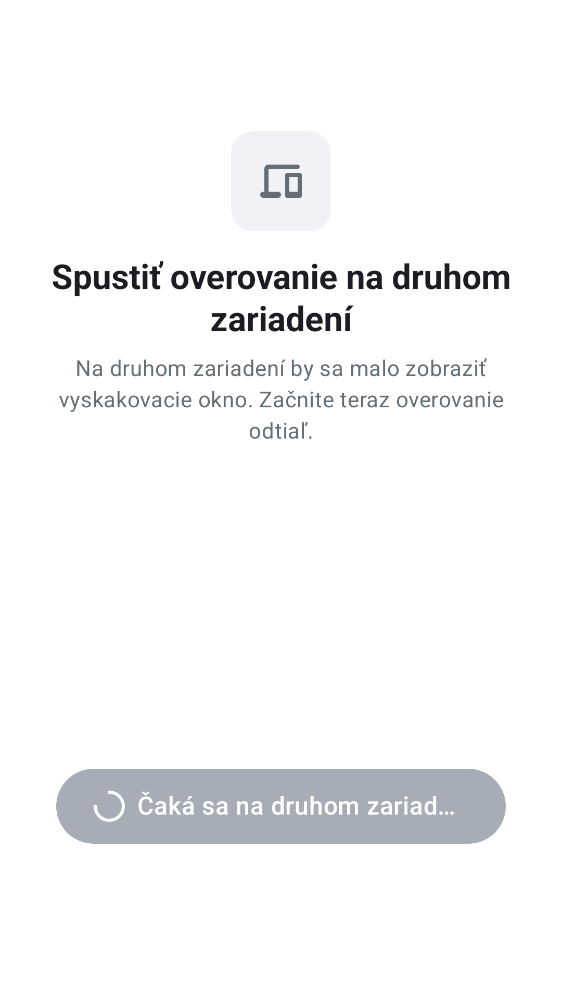 Spustiť overovanie na druhom
zariadení
Na druhom zariadení by sa malo zobraziť
vyskakovacie okno. Začnite teraz overovanie
odtiaľ.
Čaká sa na druhom zariad…